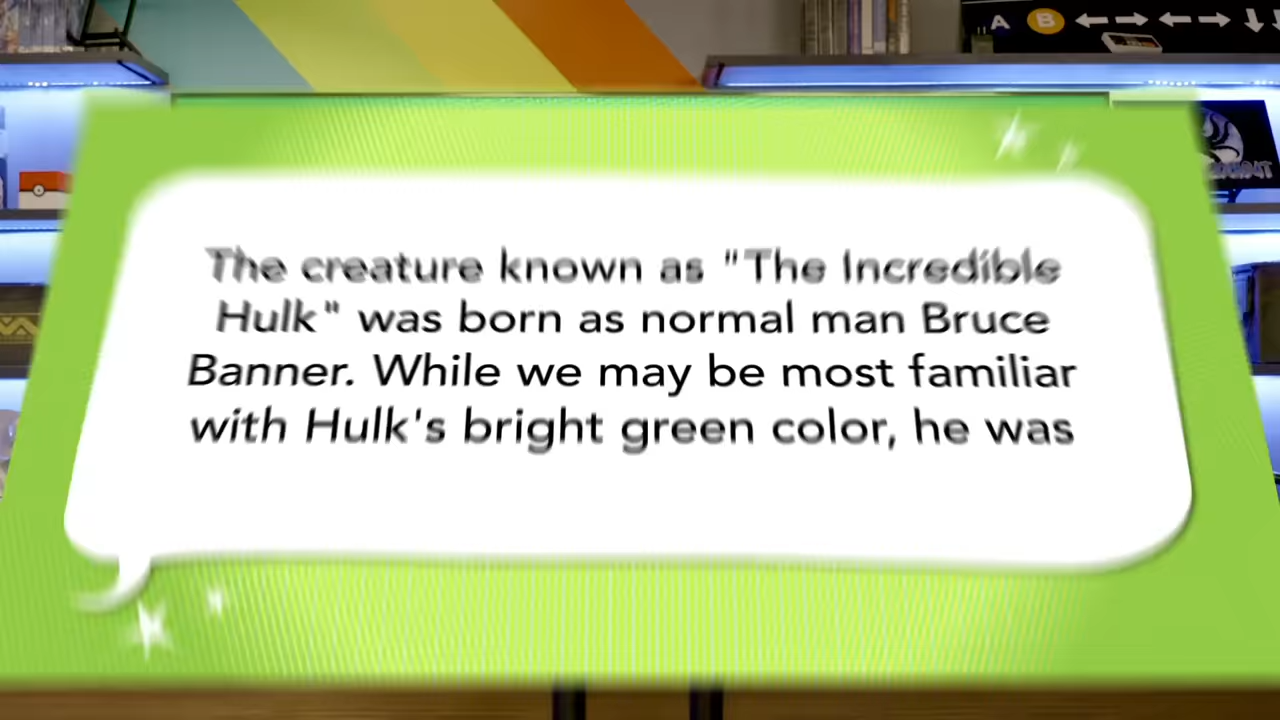 A B ←→←→↓↓
The creature known as "The Incredible
Hulk" was born as normal man Bruce
Banner. While we may be most familiar
with Hulk's bright green color, he was